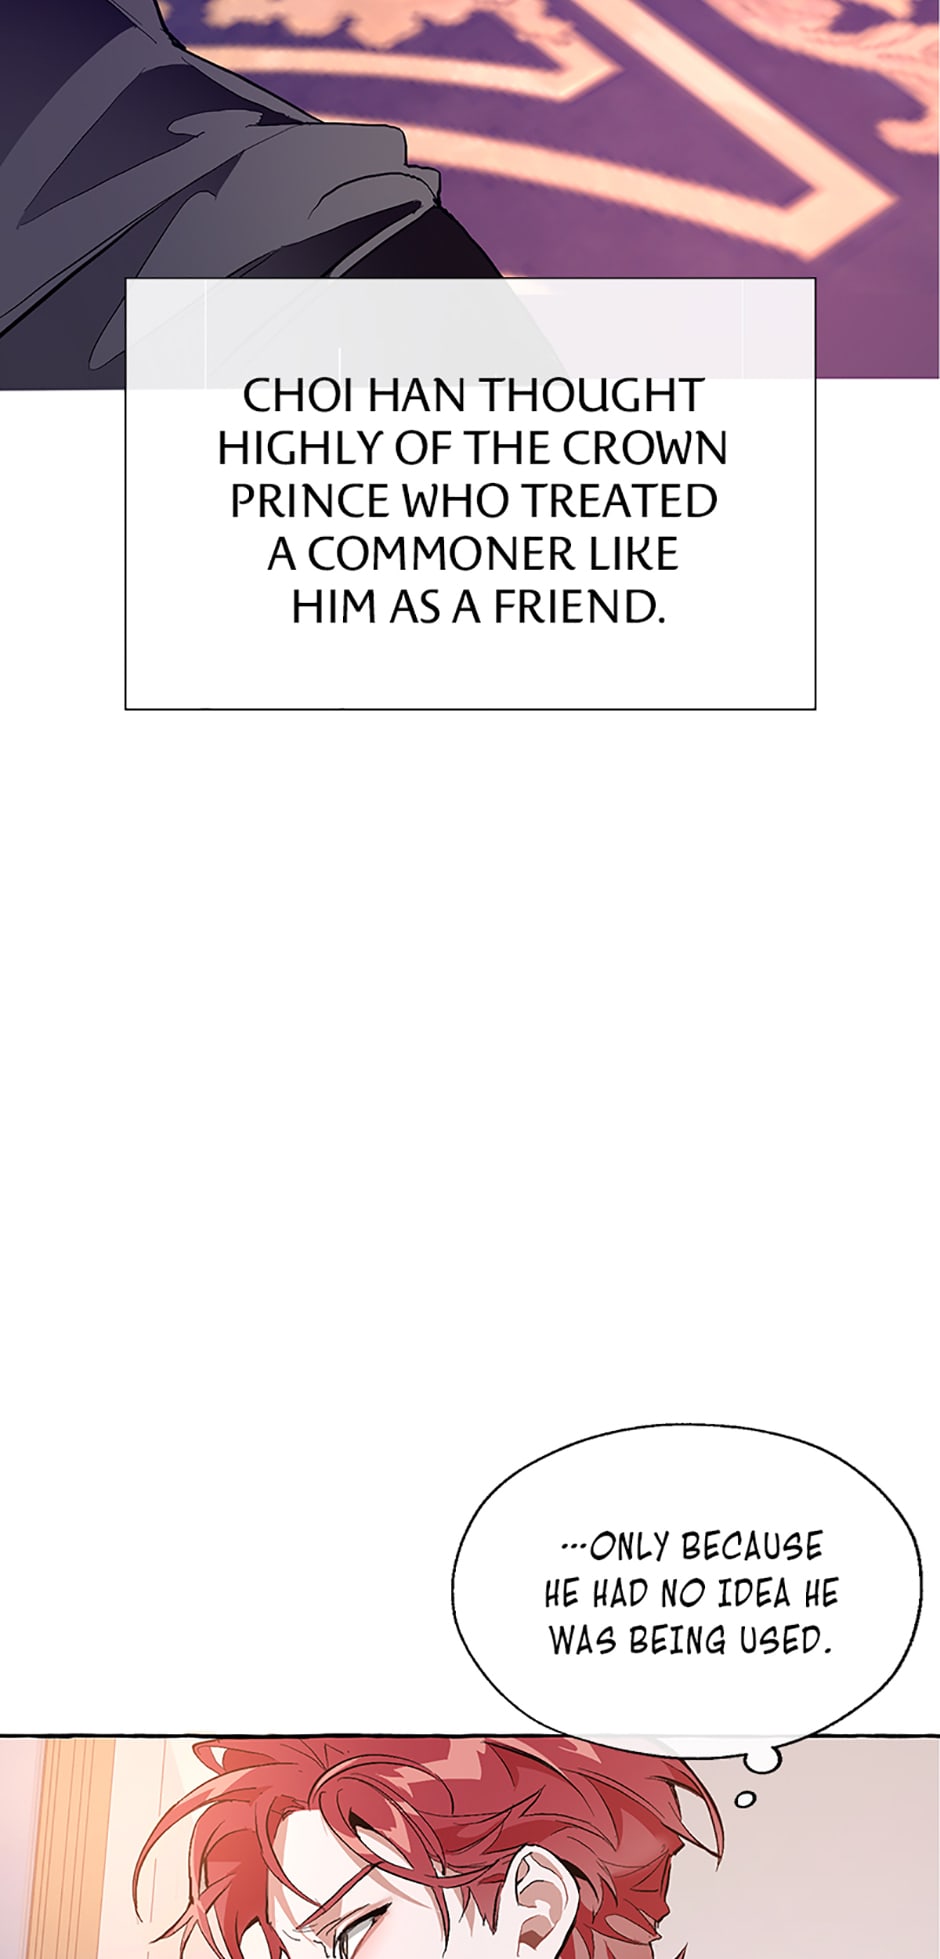 CHOI HAN THOUGHT
HIGHLY OF THE CROWN
PRINCE WHO TREATED
A COMMONER LIKE
HIM AS A FRIEND.
...ONLY BECAUSE
HE HAD NO IDEA HE
WAS BEING USED.